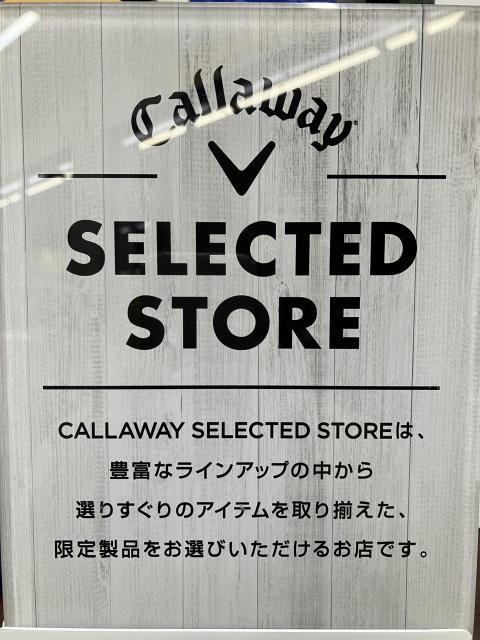 Callaway
SELECTED
STORE
CALLAWAY SELECTED STOREは、
豊富なラインアップの中から
選りすぐりのアイテムを取り揃えた、
限定製品をお選びいただけるお店です。